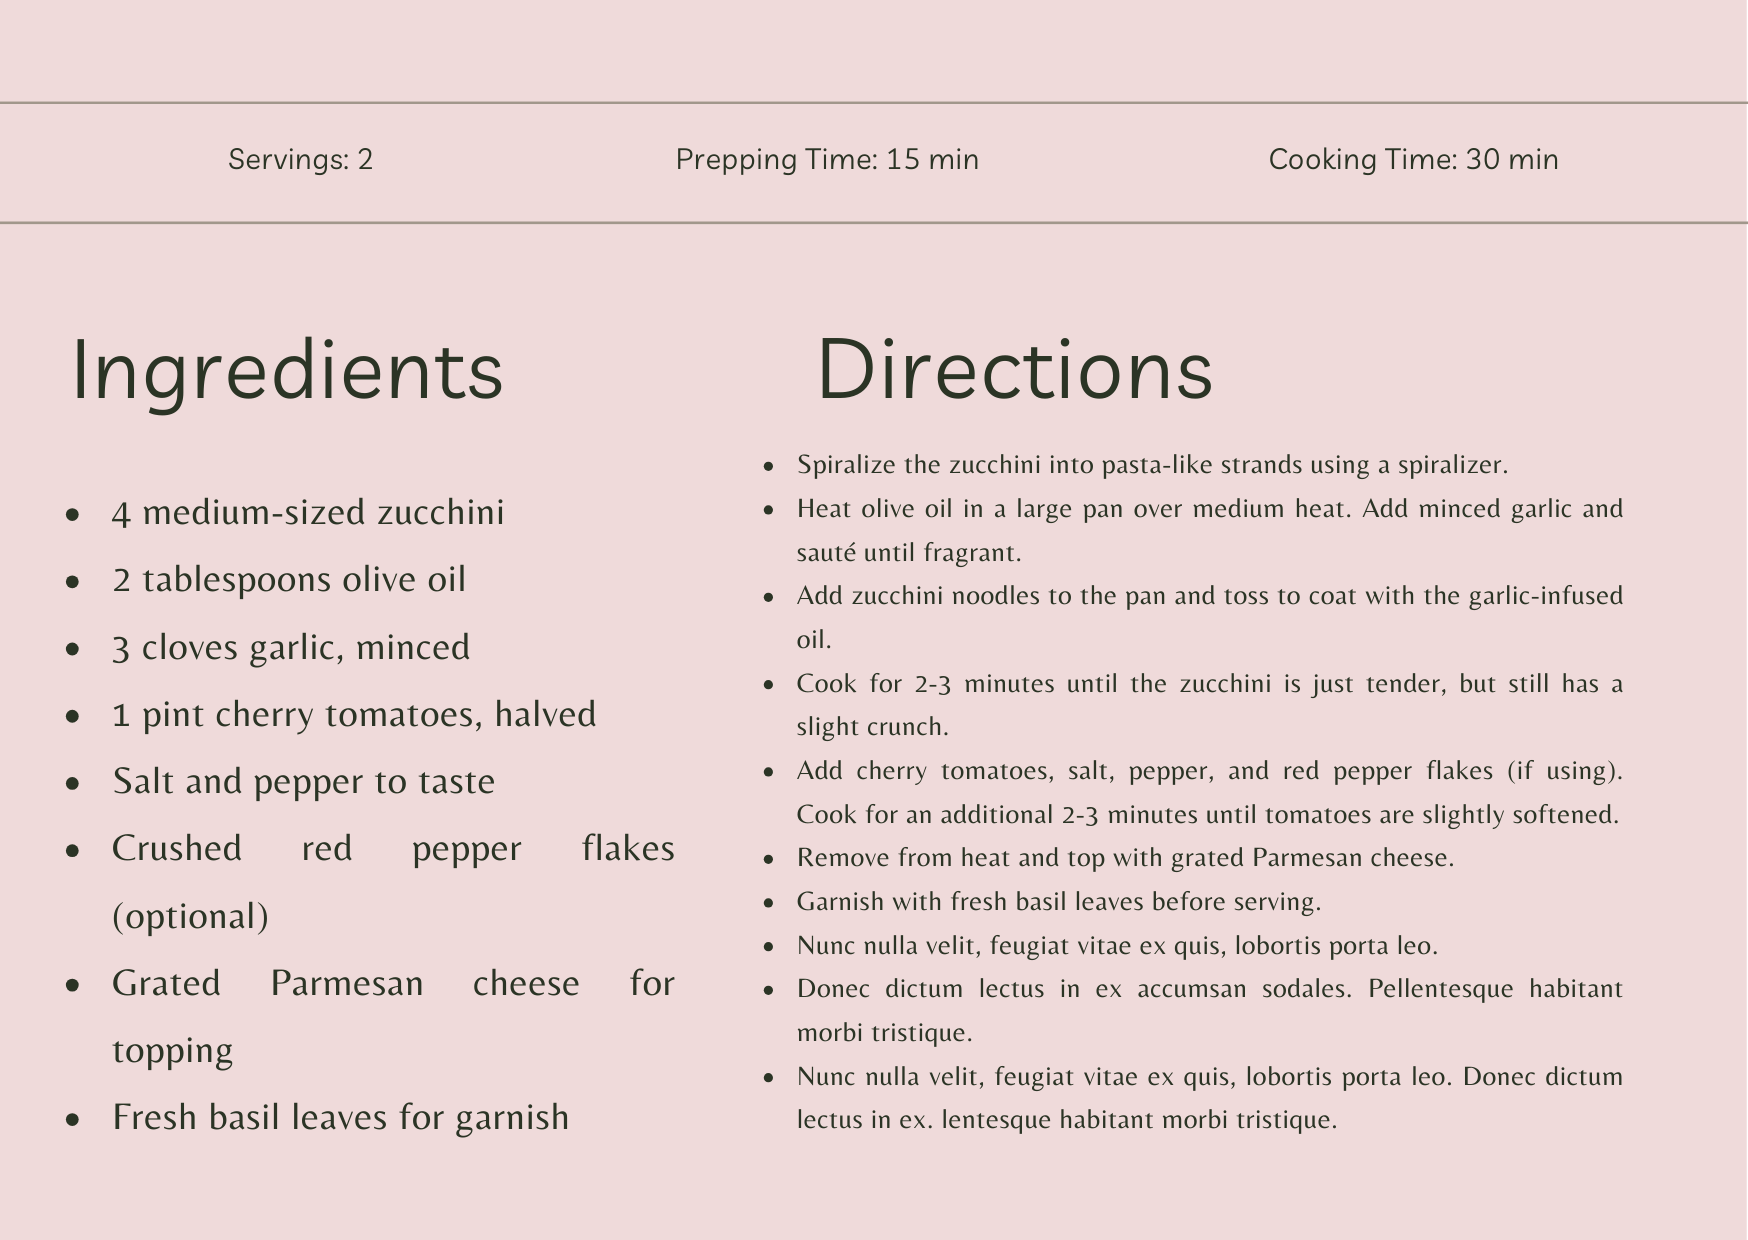 Servings: 2
Prepping Time: 15 min
Cooking Time: 30 min
Ingredients
4 medium-sized zucchini
2 tablespoons olive oil
3 cloves garlic, minced
1 pint cherry tomatoes, halved
Salt and pepper to taste
Crushed red pepper flakes
(optional)
Grated Parmesan cheese for
topping
Fresh basil leaves for garnish
Directions
Spiralize the zucchini into pasta-like strands using a spiralizer.
Heat olive oil in a large pan over medium heat. Add minced garlic and
sauté until fragrant.
Add zucchini noodles to the pan and toss to coat with the garlic-infused
oil.
Cook for 2-3 minutes until the zucchini is just tender, but still has a
slight crunch.
Add cherry tomatoes, salt, pepper, and red pepper flakes (if using).
Cook for an additional 2-3 minutes until tomatoes are slightly softened.
Remove from heat and top with grated Parmesan cheese.
Garnish with fresh basil leaves before serving.
Nunc nulla velit, feugiat vitae ex quis, lobortis porta leo.
Donec dictum lectus in ex accumsan sodales. Pellentesque habitant
morbi tristique.
Nunc nulla velit, feugiat vitae ex quis, lobortis porta leo. Donec dictum
lectus in ex. lentesque habitant morbi tristique.